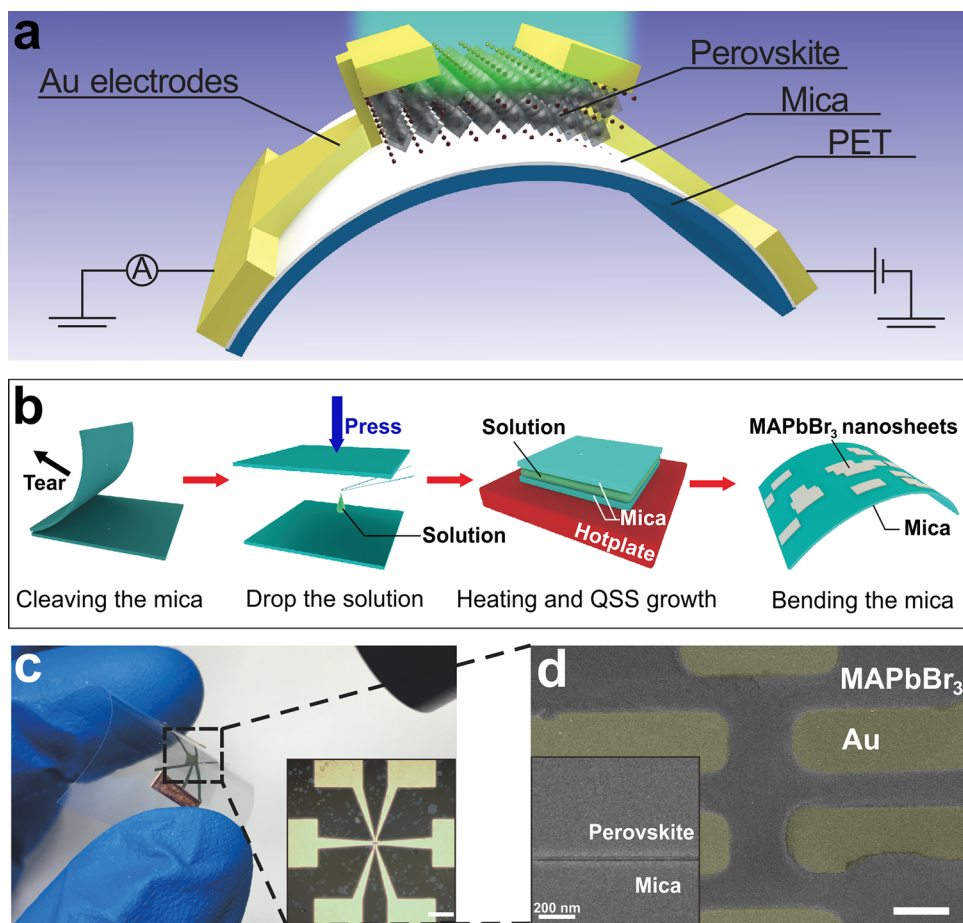 a
Au electrodes
Perovskite
Mica
PET
A
b
Tear
Press
Solution
Solution
Mica
Hotplate
MAPbBr₃ nanosheets
Mica
Cleaving the mica
Drop the solution
Heating and QSS growth
Bending the mica
c
d
MAPbBr₃
Au
Perovskite
Mica
200 nm